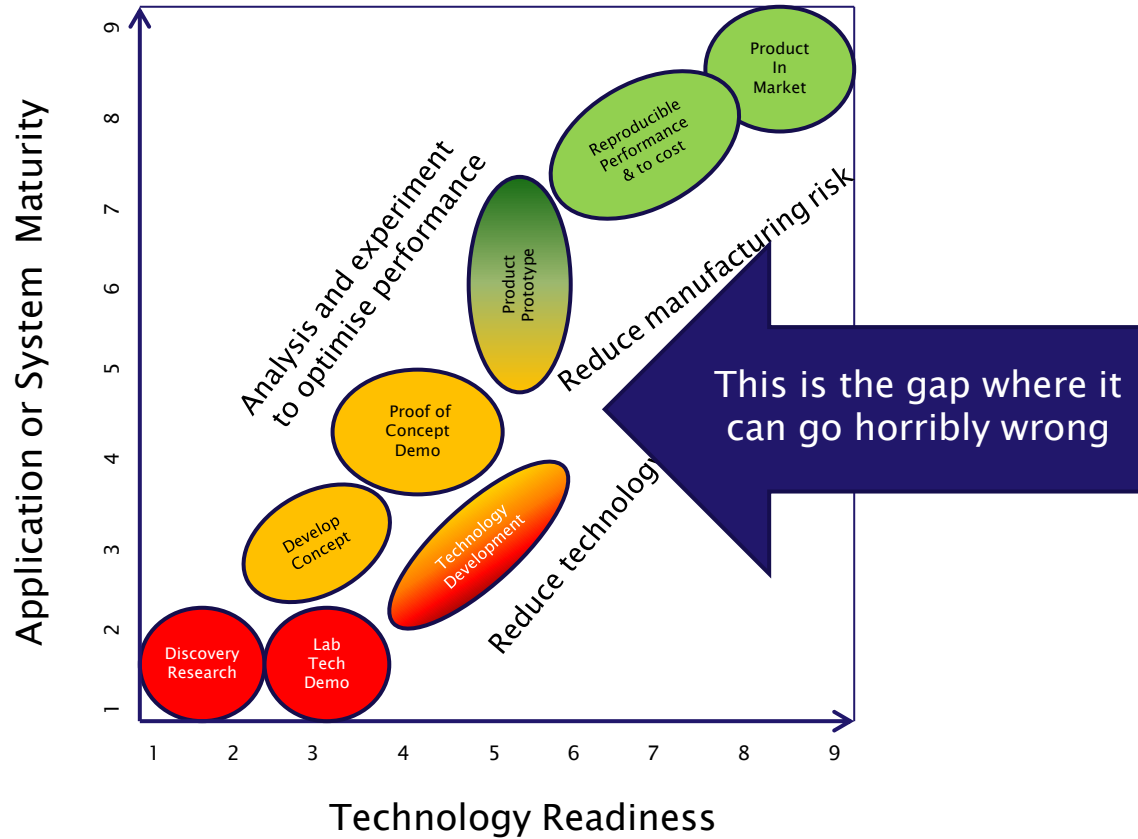 Application or System Maturity
9
8
7
6
5
4
3
2
1
Product
In
Market
Reproducible
Performance
& to cost
Analysis and experiment
to optimise performance
Product
Prototype
Reduce manufacturing risk
This is the gap where it
can go horribly wrong
Proof of
Concept
Demo
Develop
Concept
Technology
Development
Reduce technology
Discovery
Research
Lab
Tech
Demo
1 2 3 4 5 6 7 8 9
Technology Readiness